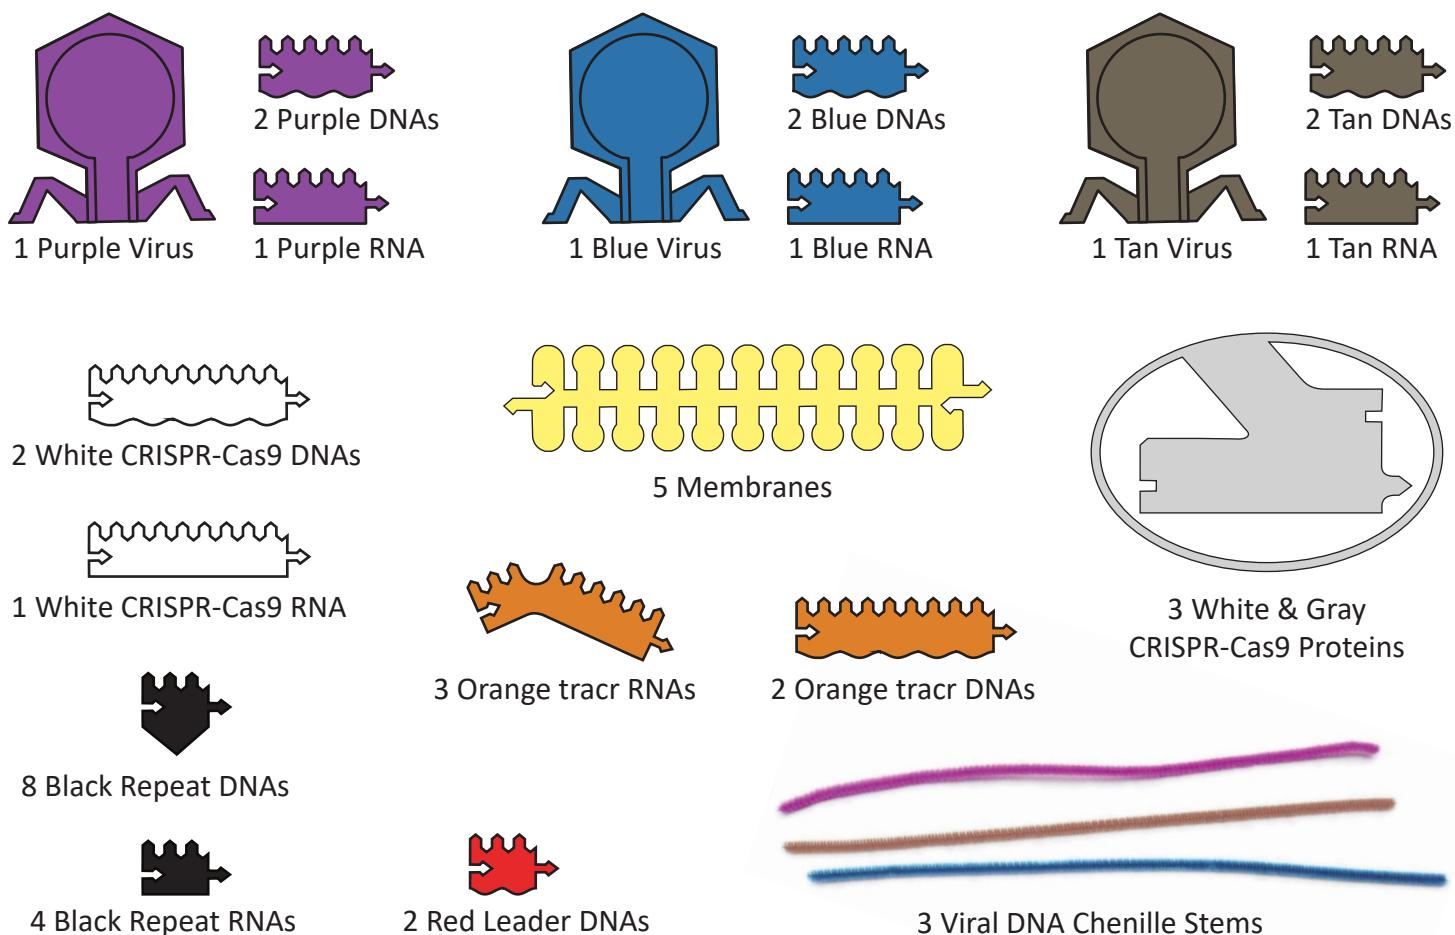 2 Purple DNAs
1 Purple Virus
1 Purple RNA
2 Blue DNAs
1 Blue Virus
1 Blue RNA
2 Tan DNAs
1 Tan Virus
1 Tan RNA
2 White CRISPR-Cas9 DNAs
5 Membranes
1 White CRISPR-Cas9 RNA
3 White & Gray
CRISPR-Cas9 Proteins
3 Orange tracr RNAs
2 Orange tracr DNAs
8 Black Repeat DNAs
4 Black Repeat RNAs
2 Red Leader DNAs
3 Viral DNA Chenille Stems